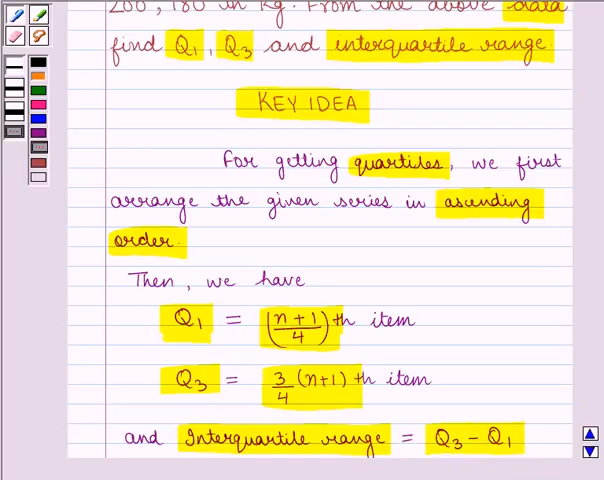 200, 180 in Kg. From the above data
find Q₁, Q₃ and interquartile range.
KEY IDEA
For getting quartiles, we first
arrange the given series in ascending
order.
Then, we have
Q₁ = ((n+1)/4)th item
Q₃ = 3/4 (n+1)th item
and Interquartile range = Q₃ - Q₁